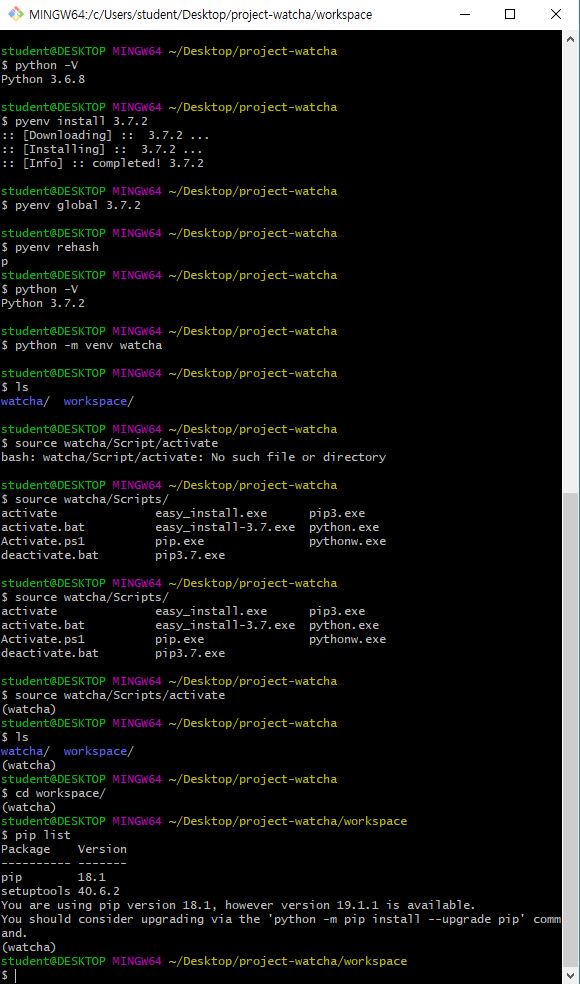 MINGW64:/c/Users/student/Desktop/project-watcha/workspace
student@DESKTOP MINGW64 ~/Desktop/project-watcha
$ python -V
Python 3.6.8
student@DESKTOP MINGW64 ~/Desktop/project-watcha
$ pyenv install 3.7.2
:: [Downloading] ::  3.7.2 ...
:: [Installing] ::  3.7.2 ...
:: [Info] :: completed! 3.7.2
student@DESKTOP MINGW64 ~/Desktop/project-watcha
$ pyenv global 3.7.2
student@DESKTOP MINGW64 ~/Desktop/project-watcha
$ pyenv rehash
p
student@DESKTOP MINGW64 ~/Desktop/project-watcha
$ python -V
Python 3.7.2
student@DESKTOP MINGW64 ~/Desktop/project-watcha
$ python -m venv watcha
student@DESKTOP MINGW64 ~/Desktop/project-watcha
$ ls
watcha/  workspace/
student@DESKTOP MINGW64 ~/Desktop/project-watcha
$ source watcha/Script/activate
bash: watcha/Script/activate: No such file or directory
student@DESKTOP MINGW64 ~/Desktop/project-watcha
$ source watcha/Scripts/
activate              easy_install.exe      pip3.exe
activate.bat          easy_install-3.7.exe  python.exe
Activate.ps1          pip.exe               pythonw.exe
deactivate.bat        pip3.7.exe
student@DESKTOP MINGW64 ~/Desktop/project-watcha
$ source watcha/Scripts/
activate              easy_install.exe      pip3.exe
activate.bat          easy_install-3.7.exe  python.exe
Activate.ps1          pip.exe               pythonw.exe
deactivate.bat        pip3.7.exe
student@DESKTOP MINGW64 ~/Desktop/project-watcha
$ source watcha/Scripts/activate
(watcha)
student@DESKTOP MINGW64 ~/Desktop/project-watcha
$ ls
watcha/  workspace/
(watcha)
student@DESKTOP MINGW64 ~/Desktop/project-watcha
$ cd workspace/
(watcha)
student@DESKTOP MINGW64 ~/Desktop/project-watcha/workspace
$ pip list
Package    Version
---------- -------
pip        18.1
setuptools 40.6.2
You are using pip version 18.1, however version 19.1.1 is available.
You should consider upgrading via the 'python -m pip install --upgrade pip' comm
and.
(watcha)
student@DESKTOP MINGW64 ~/Desktop/project-watcha/workspace
$